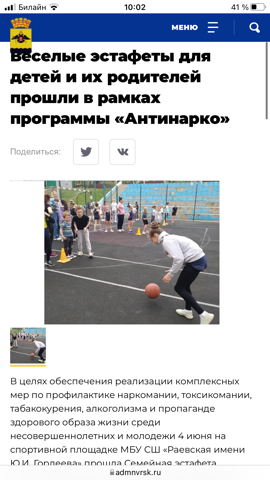 Билайн
10:02
41 %
МЕНЮ
Веселые эстафеты для
детей и их родителей
прошли в рамках
программы «Антинарко»
Поделиться:
В целях обеспечения реализации комплексных
мер по профилактике наркомании, токсикомании,
табакокурения, алкоголизма и пропаганде
здорового образа жизни среди
несовершеннолетних и молодежи 4 июня на
спортивной площадке МБУ СШ «Раевская имени
Ю.И. Гордеева» прошла Семейная эстафета
admnvrsk.ru